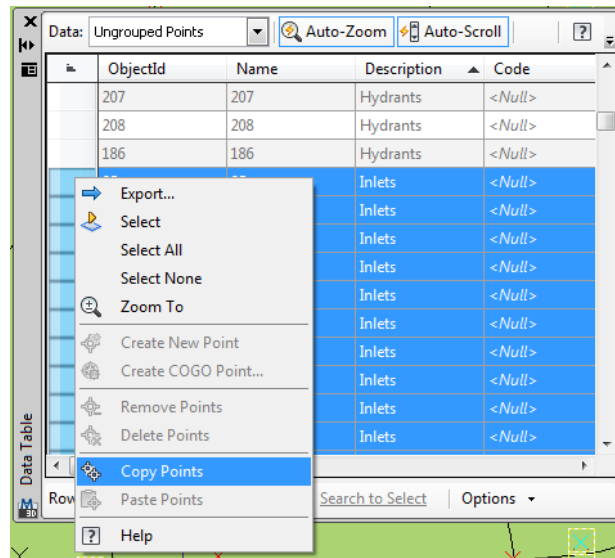 Data: Ungrouped Points Auto-Zoom Auto-Scroll ?
ObjectId Name Description Code
207 207 Hydrants <Null>
208 208 Hydrants <Null>
186 186 Hydrants <Null>
Inlets <Null>
Export... Inlets <Null>
Select Inlets <Null>
Select All Inlets <Null>
Select None Inlets <Null>
Zoom To Inlets <Null>
Create New Point Inlets <Null>
Create COGO Point... Inlets <Null>
Remove Points Inlets <Null>
Delete Points Inlets <Null>
Copy Points
Row Paste Points Search to Select Options
? Help
Data Table
M 3D